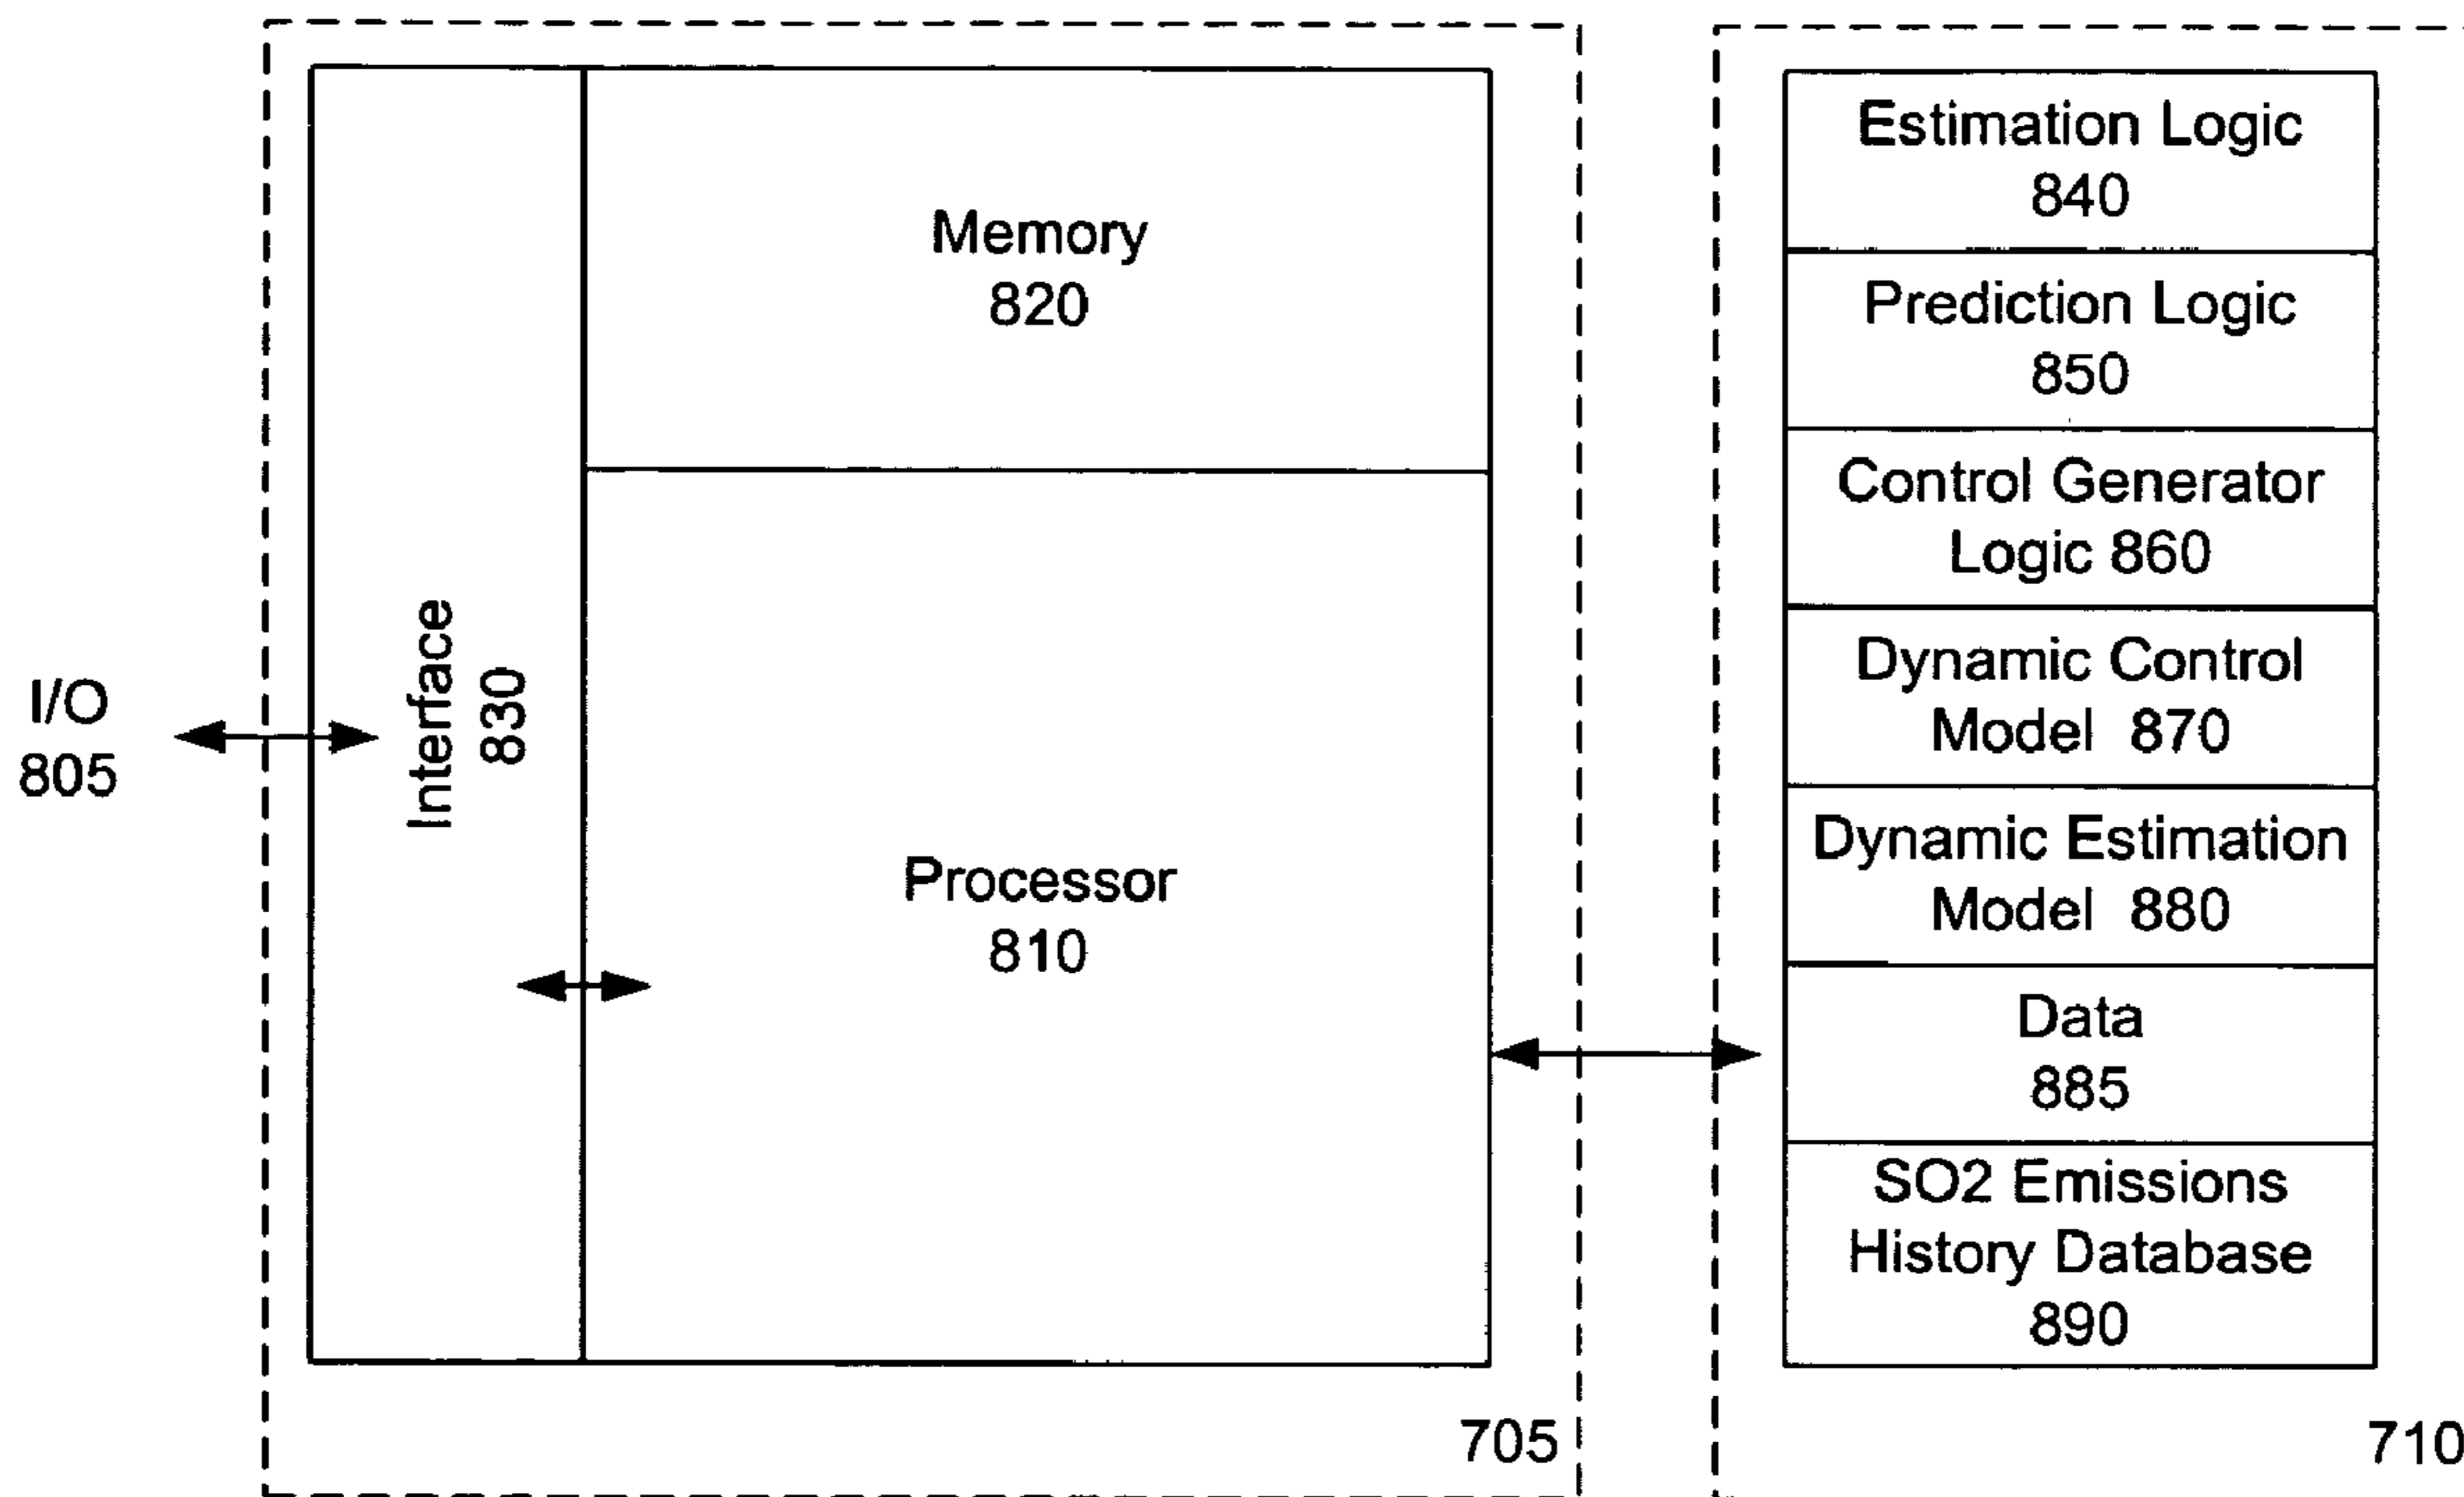 I/O
805
Interface
830
Memory
820
Processor
810
705
Estimation Logic
840
Prediction Logic
850
Control Generator
Logic 860
Dynamic Control
Model 870
Dynamic Estimation
Model 880
Data
885
SO2 Emissions
History Database
890
710